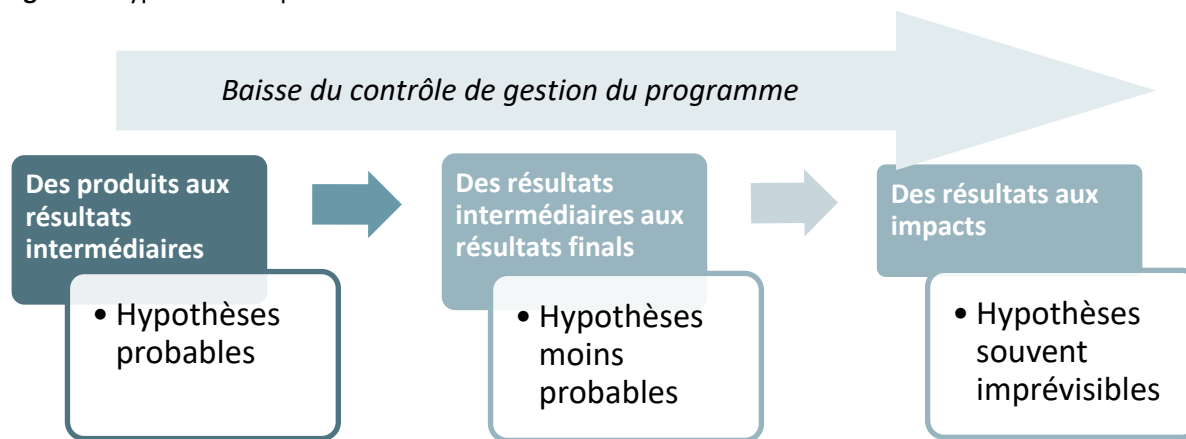 Baisse du contrôle de gestion du programme
Des produits aux
résultats
intermédiaires
Des résultats
intermédiaires aux
résultats finals
Des résultats aux
impacts
• Hypothèses
probables
• Hypothèses
moins
probables
• Hypothèses
souvent
imprévisibles